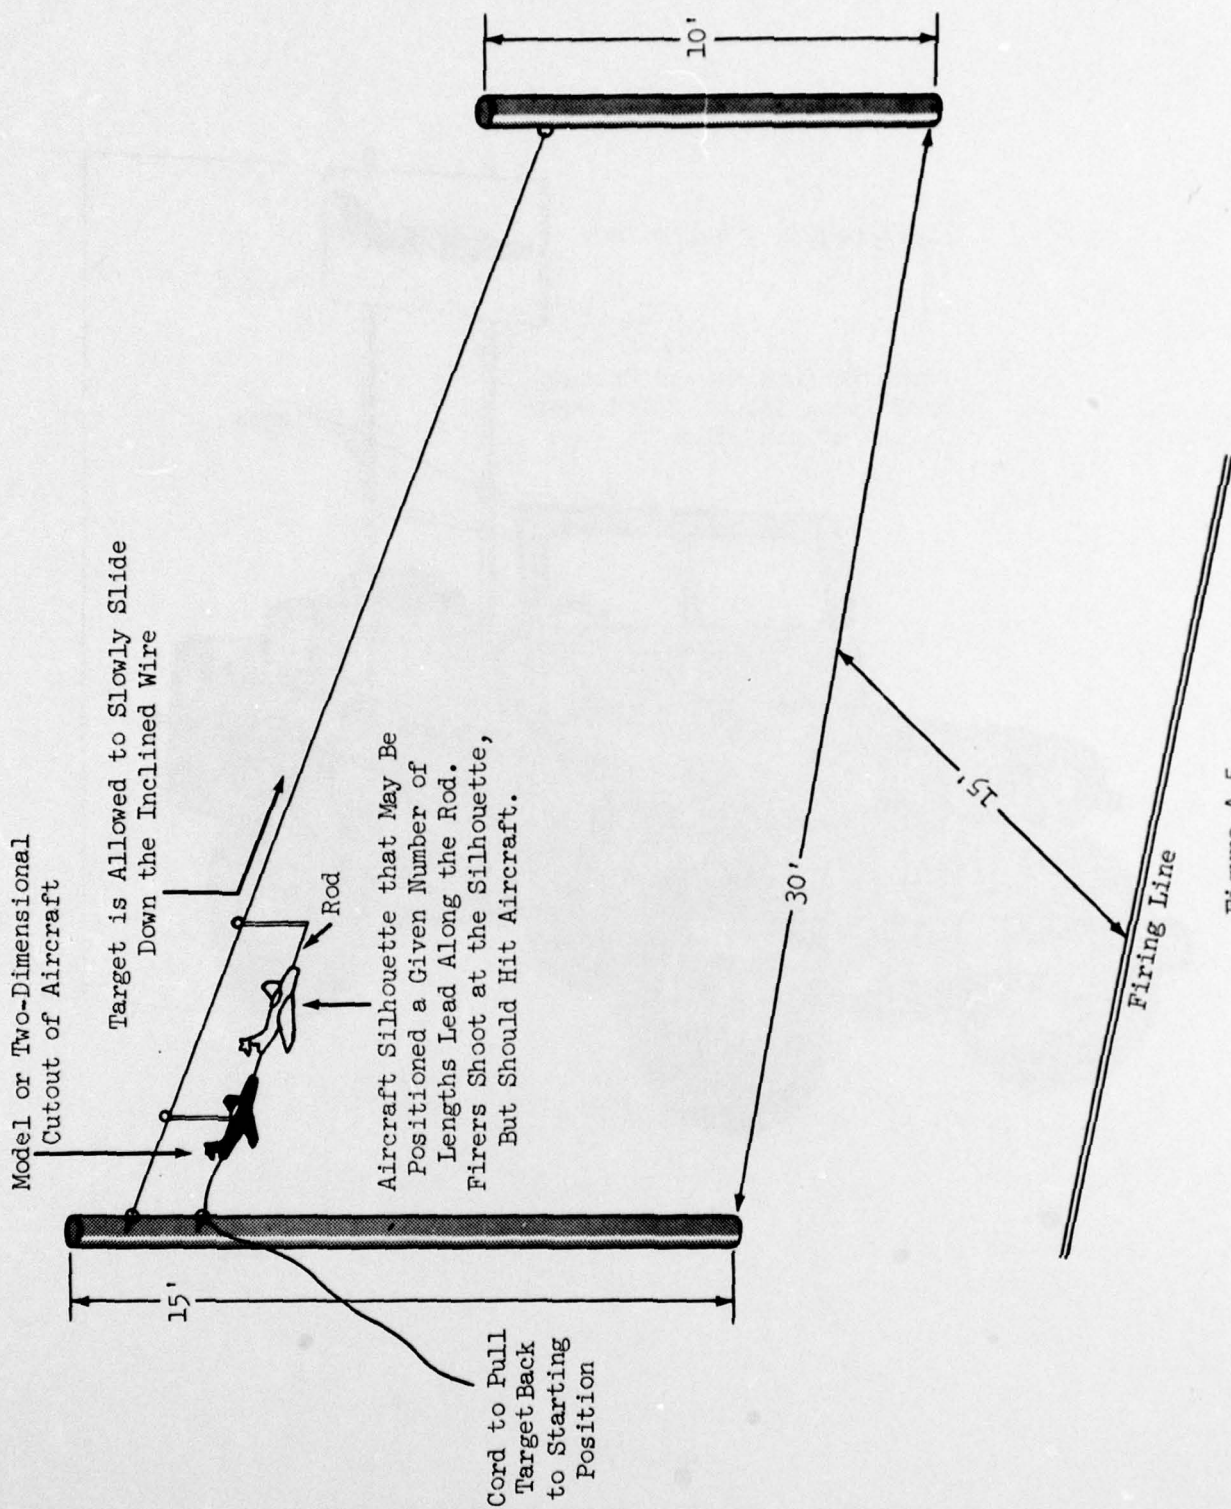 Model or Two-Dimensional
Cutout of Aircraft
Target is Allowed to Slowly Slide
Down the Inclined Wire
Rod
Aircraft Silhouette that May Be
Positioned a Given Number of
Lengths Lead Along the Rod.
Firers Shoot at the Silhouette,
But Should Hit Aircraft.
15'
10'
Cord to Pull
Target Back
to Starting
Position
30'
15'
Firing Line